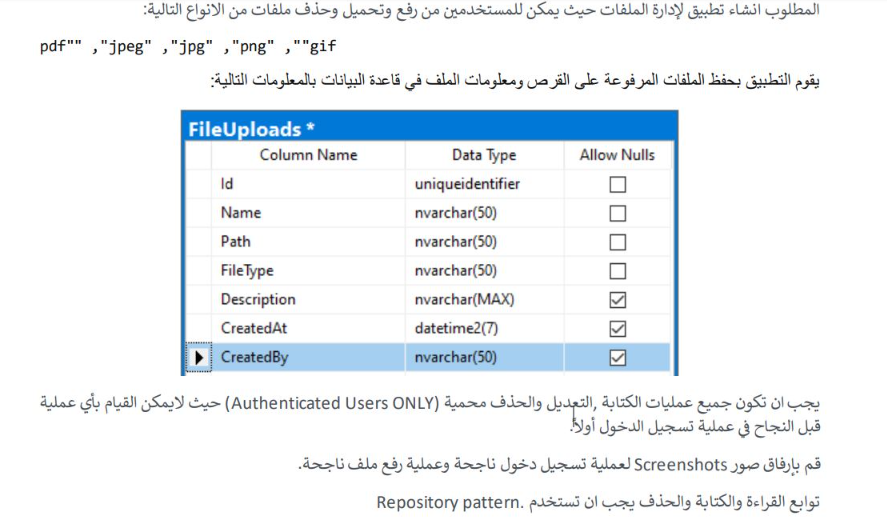 المطلوب انشاء تطبيق لإدارة الملفات حيث يمكن للمستخدمين من رفع وتحميل وحذف ملفات من الانواع التالية:
pdf"" ,"jpeg" ,"jpg" ,"png" ,""gif
يقوم التطبيق بحفظ الملفات المرفوعة على القرص ومعلومات الملف في قاعدة البيانات بالمعلومات التالية:
FileUploads *
Column Name Data Type Allow Nulls
Id uniqueidentifier
Name nvarchar(50)
Path nvarchar(50)
FileType nvarchar(50)
Description nvarchar(MAX)
CreatedAt datetime2(7)
CreatedBy nvarchar(50)
يجب ان تكون جميع عمليات الكتابة ,التعديل والحذف محمية (Authenticated Users ONLY) حيث لايمكن القيام بأي عملية
قبل النجاح في عملية تسجيل الدخول أولاً.
قم بإرفاق صور Screenshots لعملية تسجيل دخول ناجحة وعملية رفع ملف ناجحة.
توابع القراءة والكتابة والحذف يجب ان تستخدم .Repository pattern